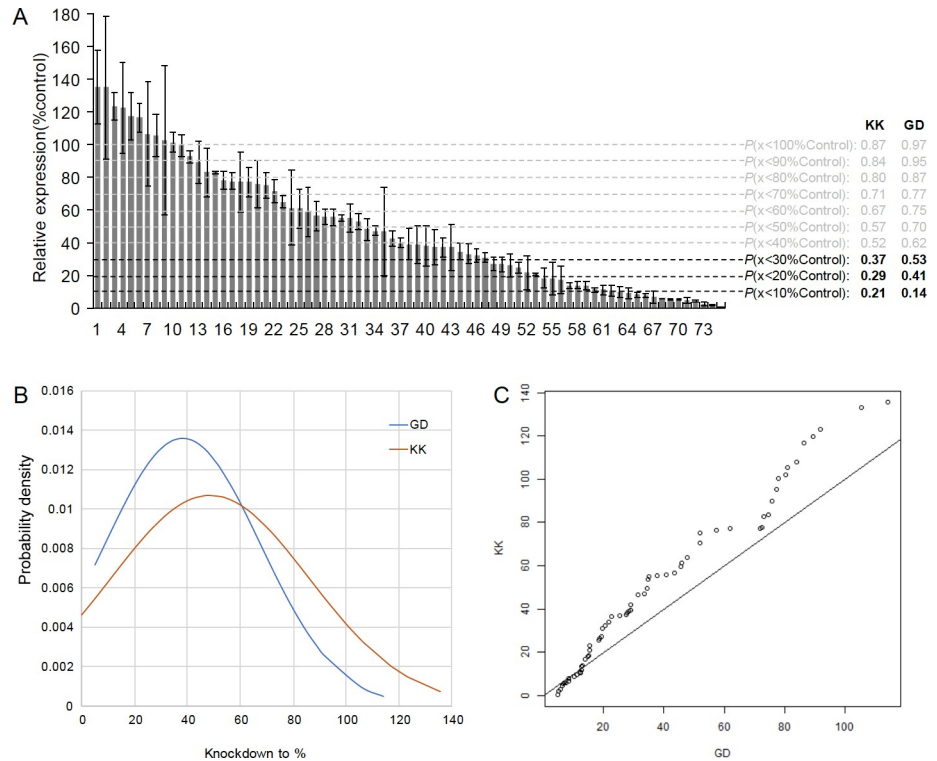 A
Relative expression(%control)
180
160
140
120
100
80
60
40
20
0
1 4 7 10 13 16 19 22 25 28 31 34 37 40 43 46 49 52 55 58 61 64 67 70 73
KK GD
P(x<100%Control): 0.87 0.97
P(x<90%Control): 0.84 0.95
P(x<80%Control): 0.80 0.87
P(x<70%Control): 0.71 0.77
P(x<60%Control): 0.67 0.75
P(x<50%Control): 0.57 0.70
P(x<40%Control): 0.52 0.62
P(x<30%Control): 0.37 0.53
P(x<20%Control): 0.29 0.41
P(x<10%Control): 0.21 0.14
B
Probability density
0.016
0.014
0.012
0.01
0.008
0.006
0.004
0.002
0
0 20 40 60 80 100 120 140
Knockdown to %
GD
KK
C
KK
140
120
100
80
60
40
20
0
20 40 60 80 100
GD